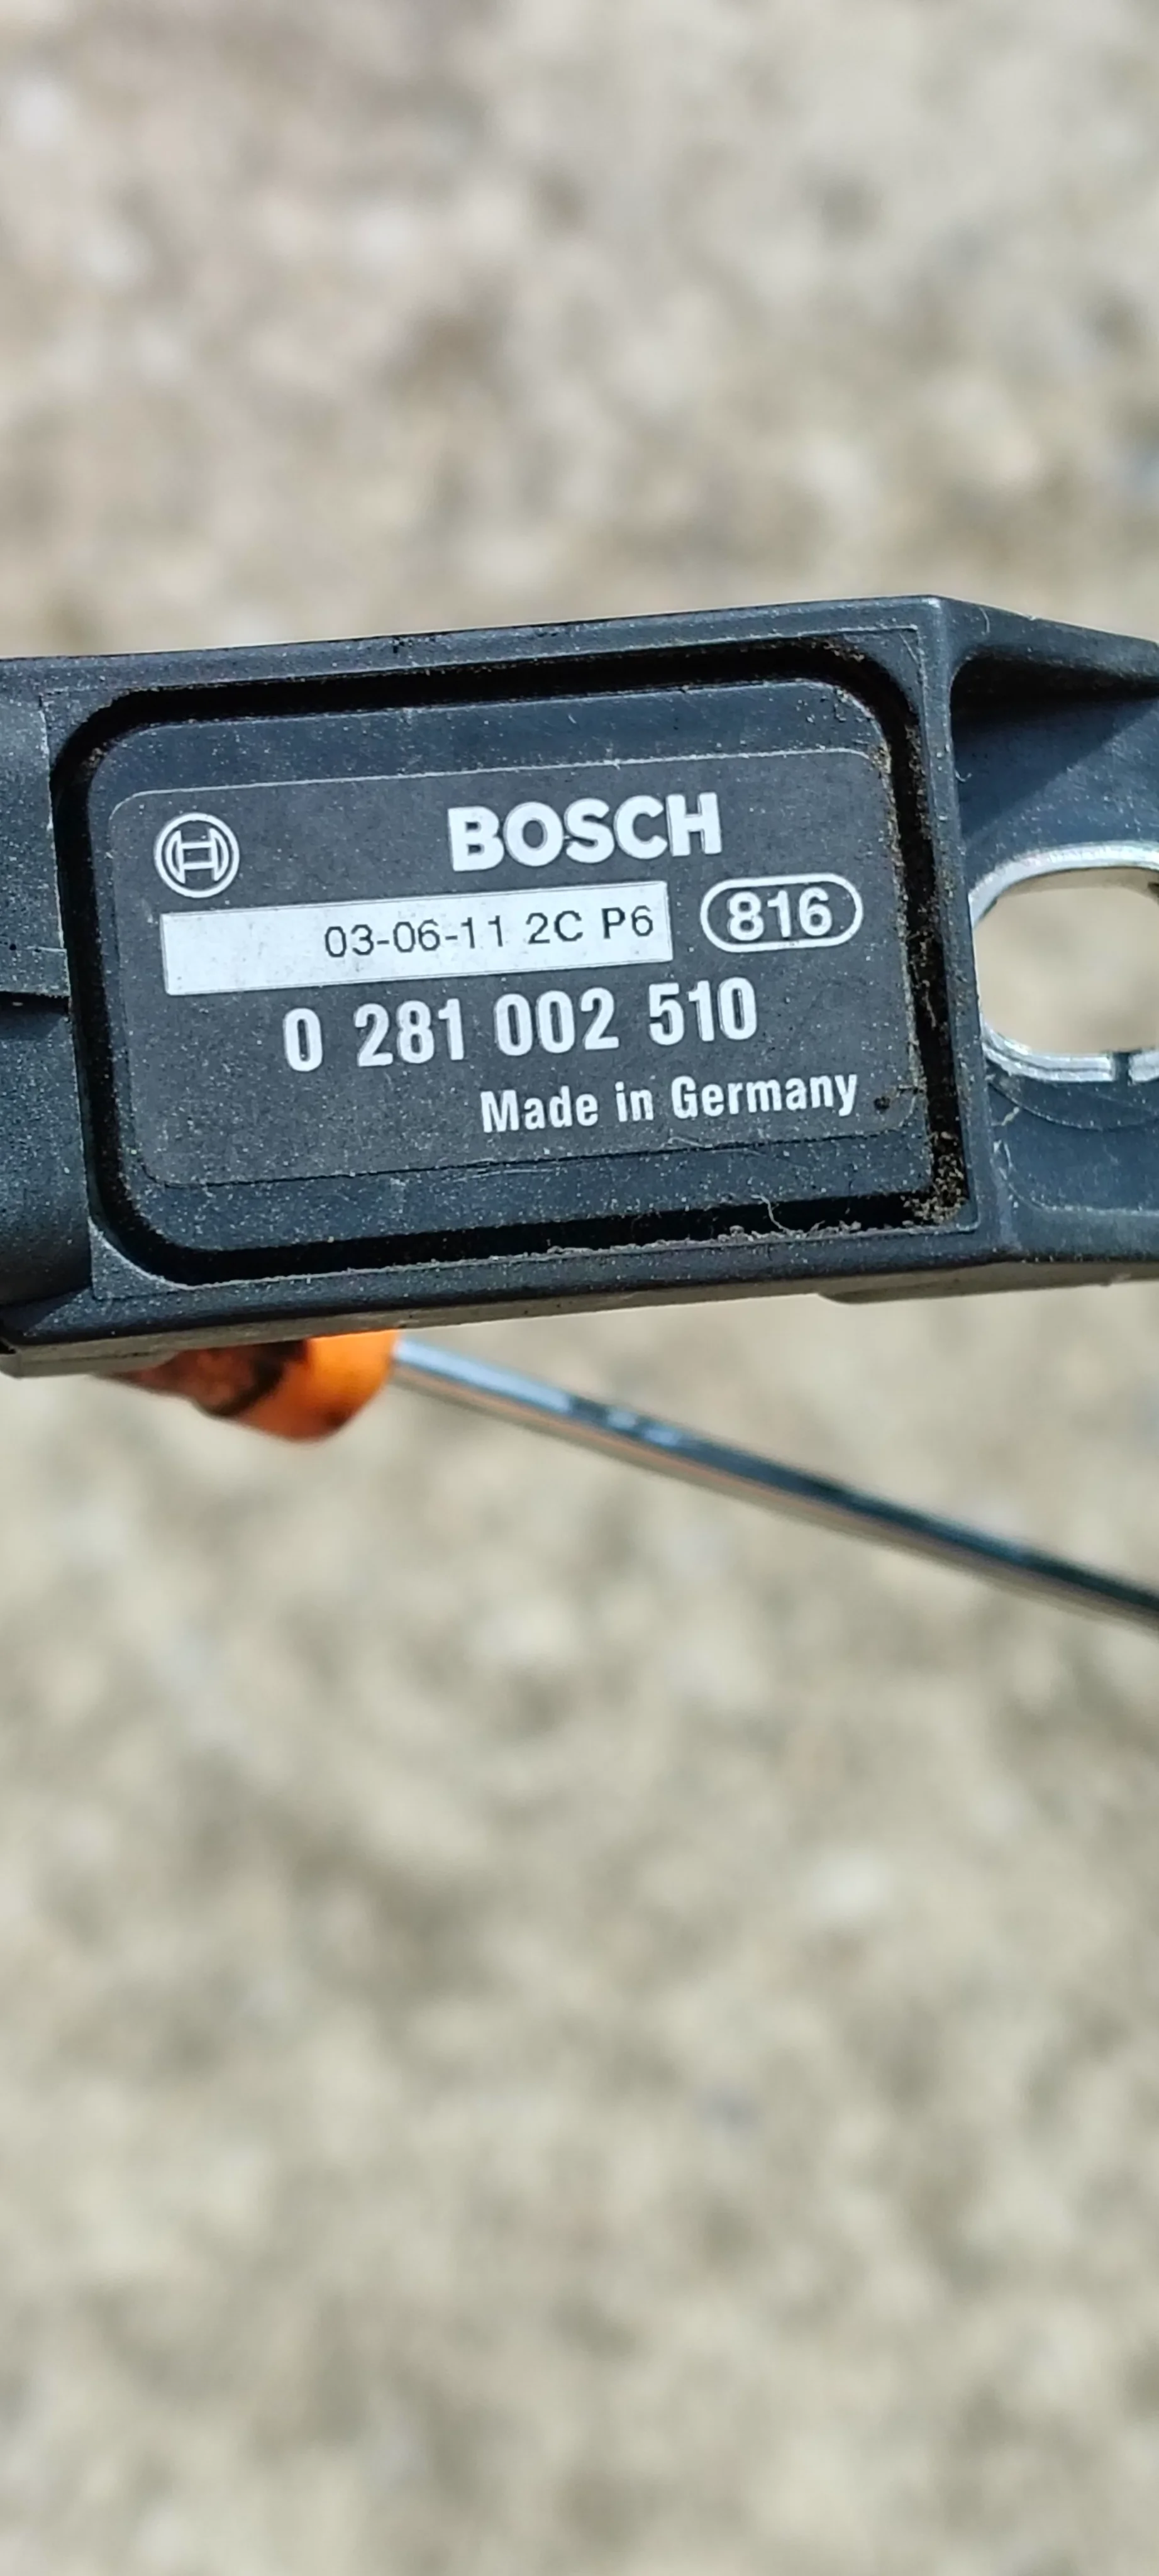 BOSCH
03-06-11 2C P6 816
0 281 002 510
Made in Germany